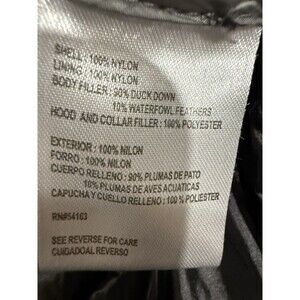 SHELL: 100% NYLON
LINING: 100% NYLON
BODY FILLER: 90% DUCK DOWN
10% WATERFOWL FEATHERS
HOOD AND COLLAR FILLER: 100% POLYESTER
EXTERIOR: 100% NILON
FORRO: 100% NILON
CUERPO RELLENO: 90% PLUMAS DE PATO
10% PLUMAS DE AVES ACUATICAS
CAPUCHA Y CUELLO RELLENO: 100% POLIESTER
RN#54163
SEE REVERSE FOR CARE
CUIDADOAL REVERSO